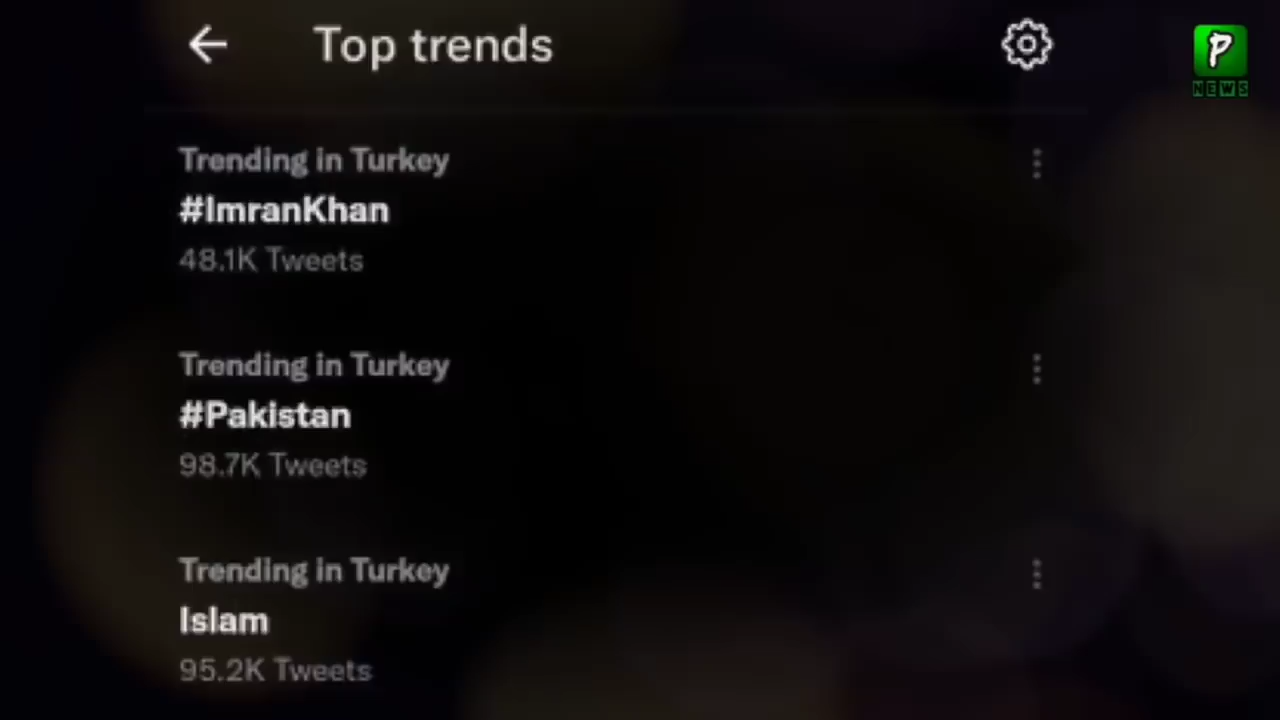 Top trends
P
NEWS
Trending in Turkey
#ImranKhan
48.1K Tweets
Trending in Turkey
#Pakistan
98.7K Tweets
Trending in Turkey
Islam
95.2K Tweets